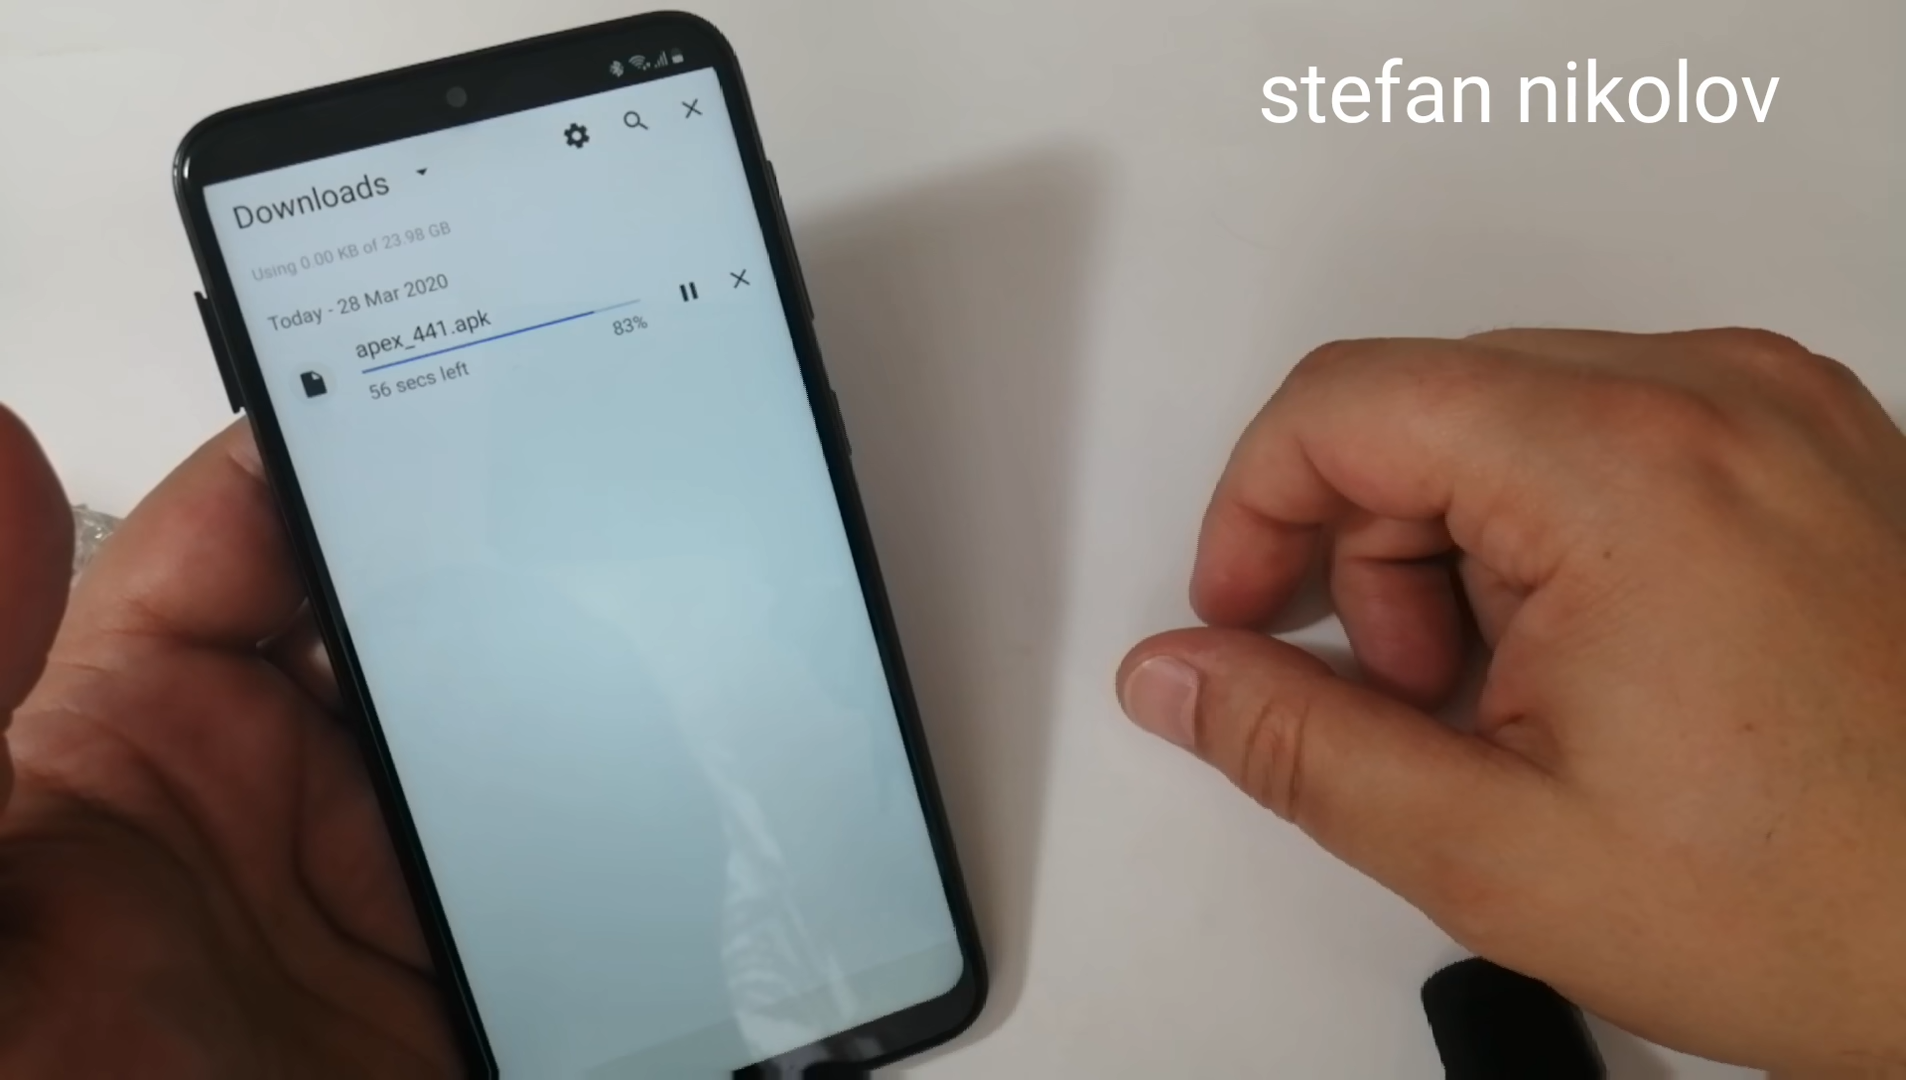 stefan nikolov
Downloads
Using 0.00 KB of 23.98 GB
Today - 28 Mar 2020
apex_441.apk
83%
56 secs left